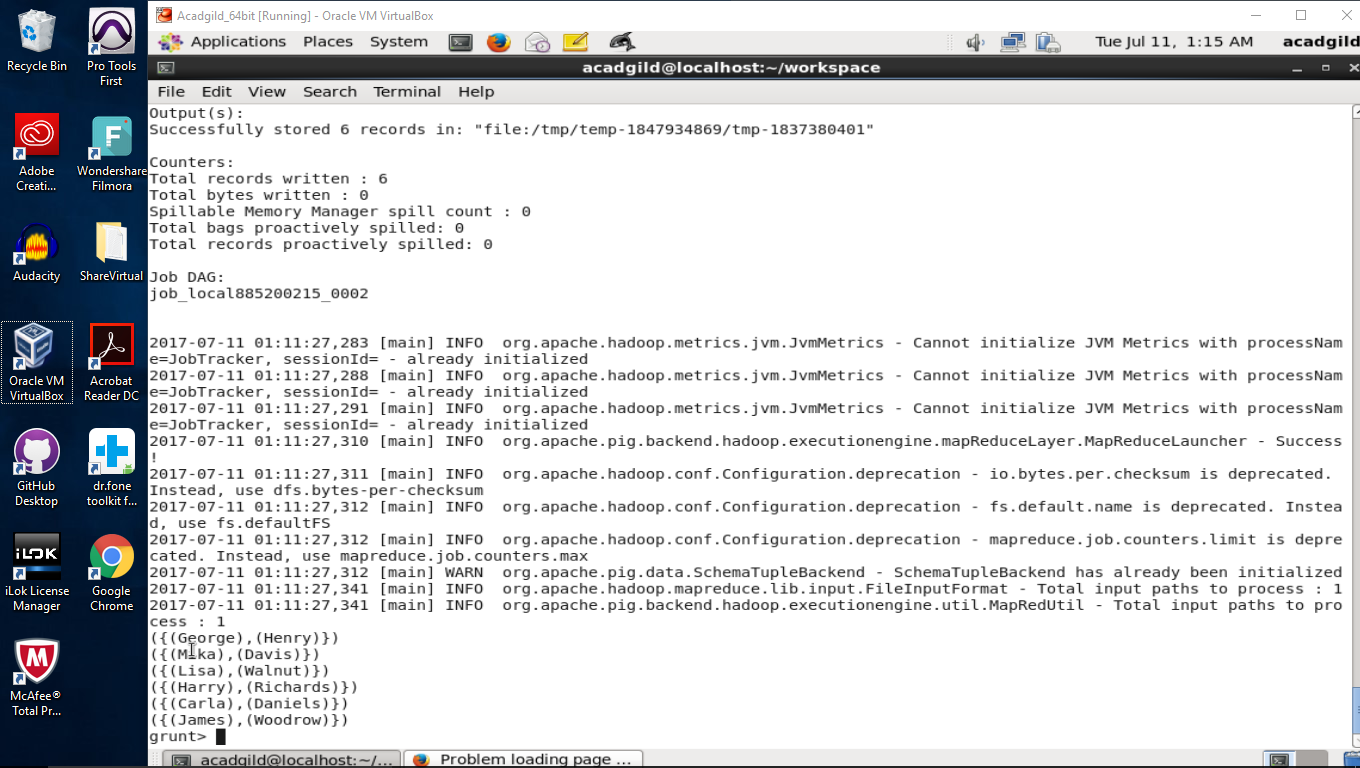 Acadgild_64bit [Running] - Oracle VM VirtualBox
Applications Places System Tue Jul 11, 1:15 AM acadgild
acadgild@localhost:~/workspace
File Edit View Search Terminal Help
Recycle Bin
Pro Tools First
Adobe Creati...
Wondershare Filmora
Audacity
ShareVirtual
Oracle VM VirtualBox
Acrobat Reader DC
GitHub Desktop
dr.fone toolkit f...
iLOK
iLok License Manager
Google Chrome
McAfee® Total Pr...
Output(s):
Successfully stored 6 records in: "file:/tmp/temp-1847934869/tmp-1837380401"
Counters:
Total records written : 6
Total bytes written : 0
Spillable Memory Manager spill count : 0
Total bags proactively spilled: 0
Total records proactively spilled: 0
Job DAG:
job_local885200215_0002
2017-07-11 01:11:27,283 [main] INFO  org.apache.hadoop.metrics.jvm.JvmMetrics - Cannot initialize JVM Metrics with processNam
e=JobTracker, sessionId= - already initialized
2017-07-11 01:11:27,288 [main] INFO  org.apache.hadoop.metrics.jvm.JvmMetrics - Cannot initialize JVM Metrics with processNam
e=JobTracker, sessionId= - already initialized
2017-07-11 01:11:27,291 [main] INFO  org.apache.hadoop.metrics.jvm.JvmMetrics - Cannot initialize JVM Metrics with processNam
e=JobTracker, sessionId= - already initialized
2017-07-11 01:11:27,310 [main] INFO  org.apache.pig.backend.hadoop.executionengine.mapReduceLayer.MapReduceLauncher - Success
!
2017-07-11 01:11:27,311 [main] INFO  org.apache.hadoop.conf.Configuration.deprecation - io.bytes.per.checksum is deprecated.
Instead, use dfs.bytes-per-checksum
2017-07-11 01:11:27,312 [main] INFO  org.apache.hadoop.conf.Configuration.deprecation - fs.default.name is deprecated. Instea
d, use fs.defaultFS
2017-07-11 01:11:27,312 [main] INFO  org.apache.hadoop.conf.Configuration.deprecation - mapreduce.job.counters.limit is depre
cated. Instead, use mapreduce.job.counters.max
2017-07-11 01:11:27,312 [main] WARN  org.apache.pig.data.SchemaTupleBackend - SchemaTupleBackend has already been initialized
2017-07-11 01:11:27,341 [main] INFO  org.apache.hadoop.mapreduce.lib.input.FileInputFormat - Total input paths to process : 1
2017-07-11 01:11:27,341 [main] INFO  org.apache.pig.backend.hadoop.executionengine.util.MapRedUtil - Total input paths to pro
cess : 1
({(George),(Henry)})
({(Mika),(Davis)})
({(Lisa),(Walnut)})
({(Harry),(Richards)})
({(Carla),(Daniels)})
({(James),(Woodrow)})
grunt>
acadgild@localhost:~/... Problem loading page ...